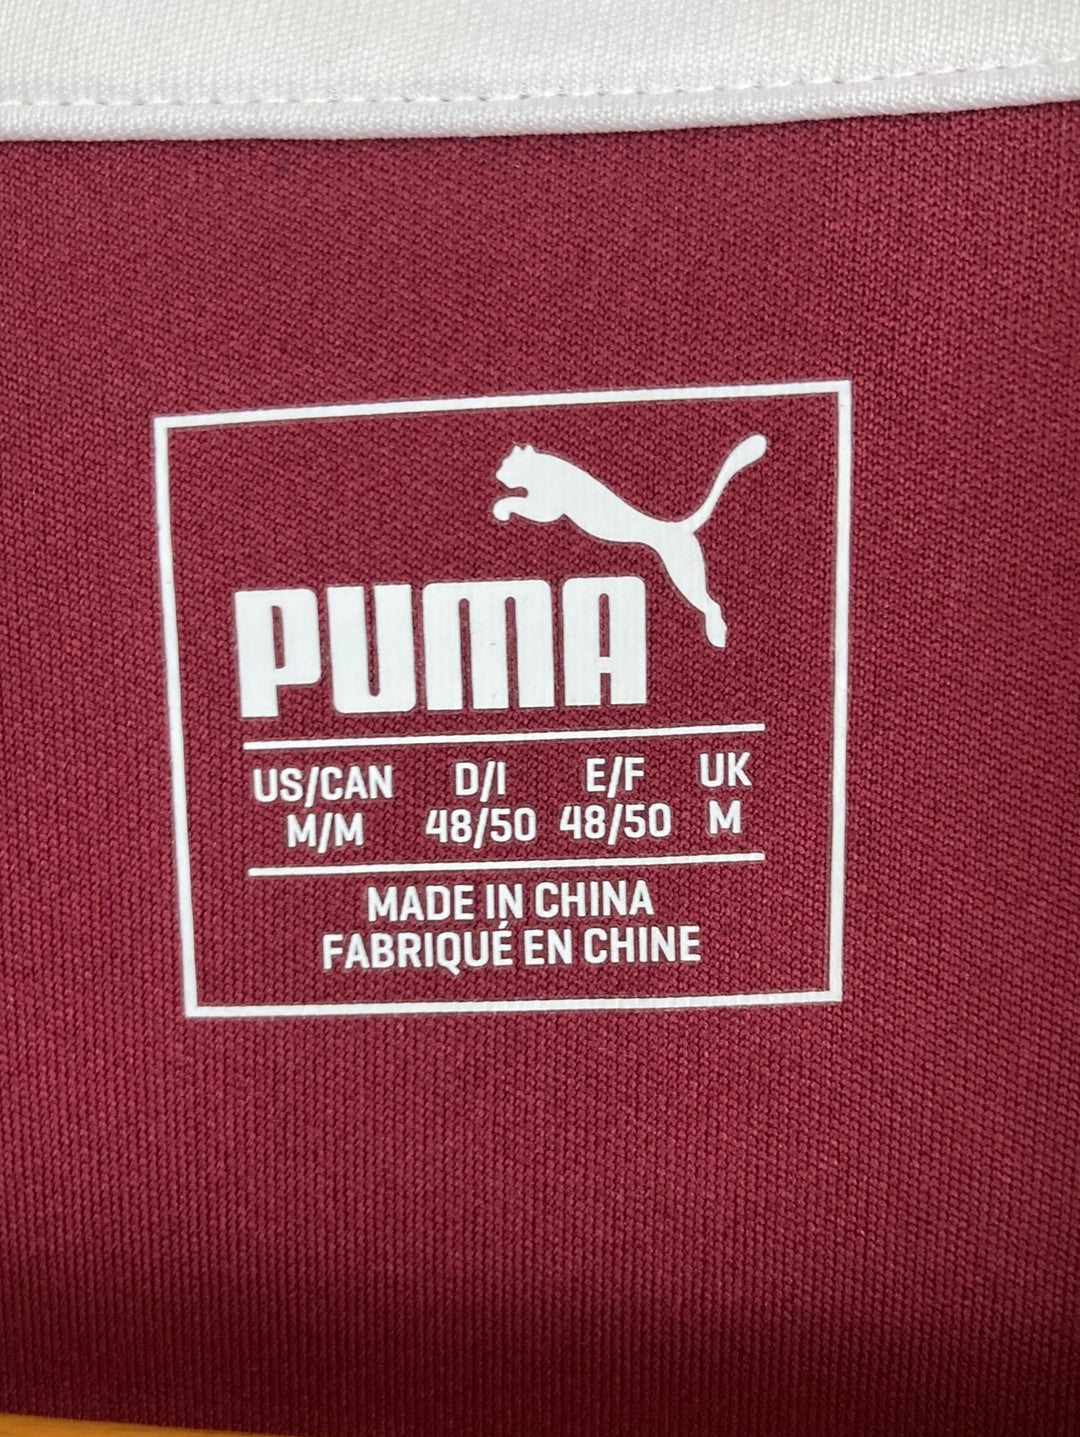 PUMA
US/CAN D/I E/F UK
M/M 48/50 48/50 M
MADE IN CHINA
FABRIQUÉ EN CHINE